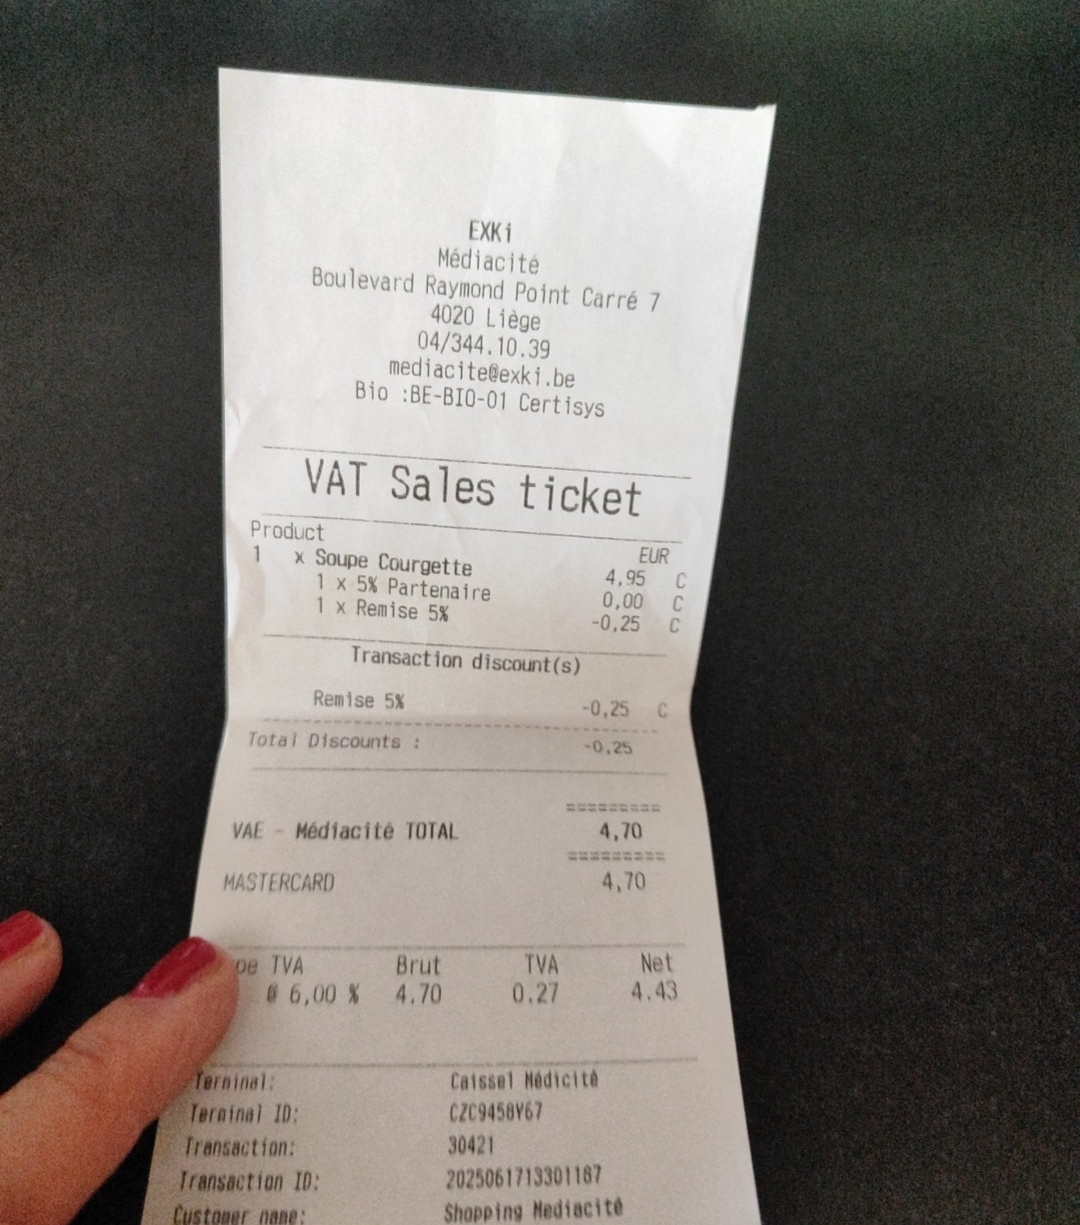 EXKi
Médiacité
Boulevard Raymond Point Carré 7
4020 Liège
04/344.10.39
mediacite@exki.be
Bio :BE-BIO-01 Certisys
VAT Sales ticket
Product EUR
1 x Soupe Courgette 4,95 C
1 x 5% Partenaire 0,00 C
1 x Remise 5% -0,25 C
Transaction discount(s)
Remise 5% -0,25 C
Total Discounts : -0,25
=========
VAE - Médiacité TOTAL 4,70
=========
MASTERCARD 4,70
pe TVA Brut TVA Net
@ 6,00 % 4.70 0.27 4.43
Terminal: Caisse1 Médicité
Terminal ID: CZC9458Y67
Transaction: 30421
Transaction ID: 2025061713301187
Customer name: Shopping Mediacité